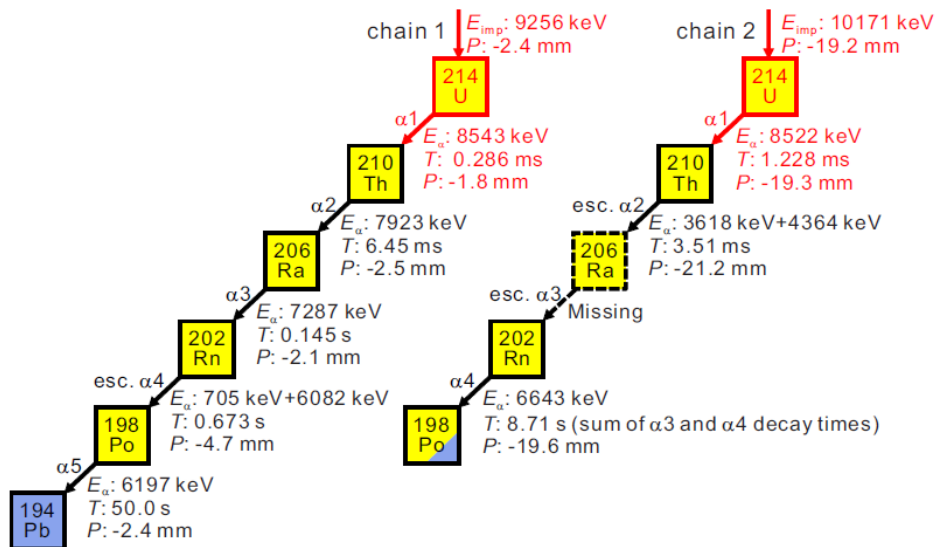 chain 1
E_imp: 9256 keV
P: -2.4 mm
214
U
α1
E_α: 8543 keV
T: 0.286 ms
P: -1.8 mm
210
Th
α2
E_α: 7923 keV
T: 6.45 ms
P: -2.5 mm
206
Ra
α3
E_α: 7287 keV
T: 0.145 s
P: -2.1 mm
202
Rn
esc. α4
E_α: 705 keV+6082 keV
T: 0.673 s
P: -4.7 mm
198
Po
α5
E_α: 6197 keV
T: 50.0 s
P: -2.4 mm
194
Pb
chain 2
E_imp: 10171 keV
P: -19.2 mm
214
U
α1
E_α: 8522 keV
T: 1.228 ms
P: -19.3 mm
210
Th
esc. α2
E_α: 3618 keV+4364 keV
T: 3.51 ms
P: -21.2 mm
206
Ra
esc. α3
Missing
202
Rn
α4
E_α: 6643 keV
T: 8.71 s (sum of α3 and α4 decay times)
P: -19.6 mm
198
Po